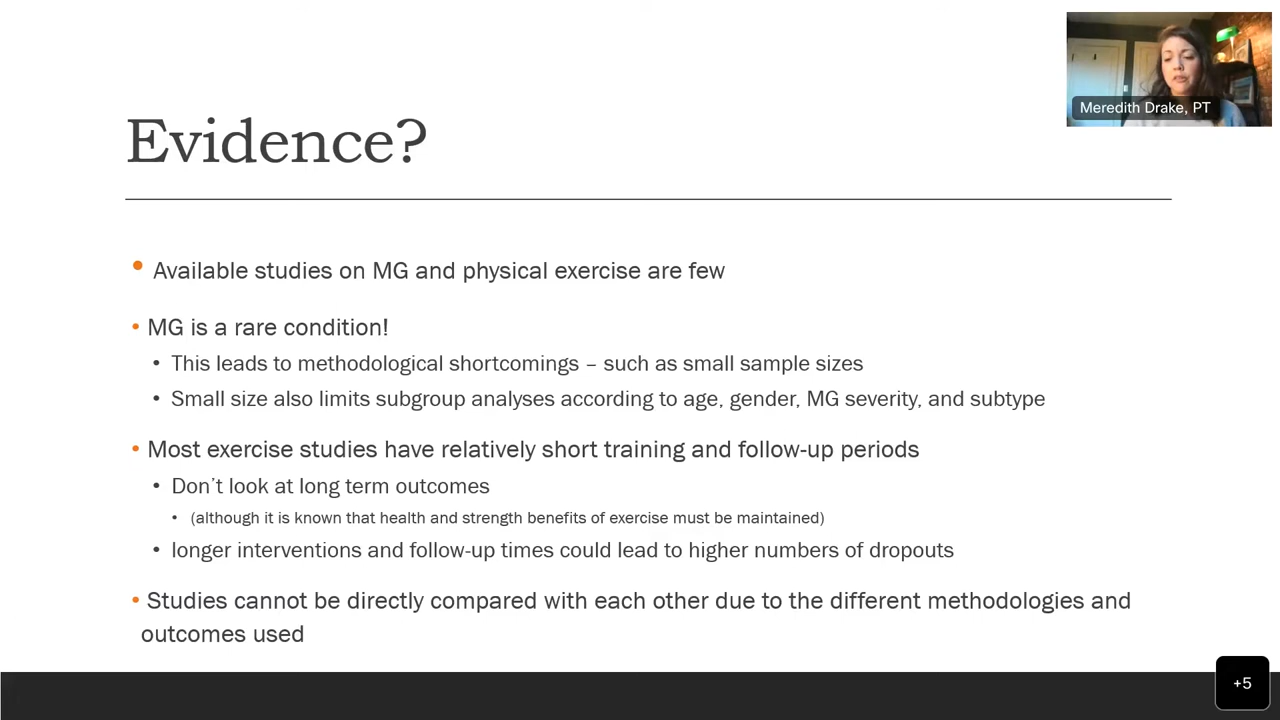 Meredith Drake, PT
Evidence?
• Available studies on MG and physical exercise are few
• MG is a rare condition!
• This leads to methodological shortcomings – such as small sample sizes
• Small size also limits subgroup analyses according to age, gender, MG severity, and subtype
• Most exercise studies have relatively short training and follow-up periods
• Don’t look at long term outcomes
• (although it is known that health and strength benefits of exercise must be maintained)
• longer interventions and follow-up times could lead to higher numbers of dropouts
• Studies cannot be directly compared with each other due to the different methodologies and
outcomes used
+5